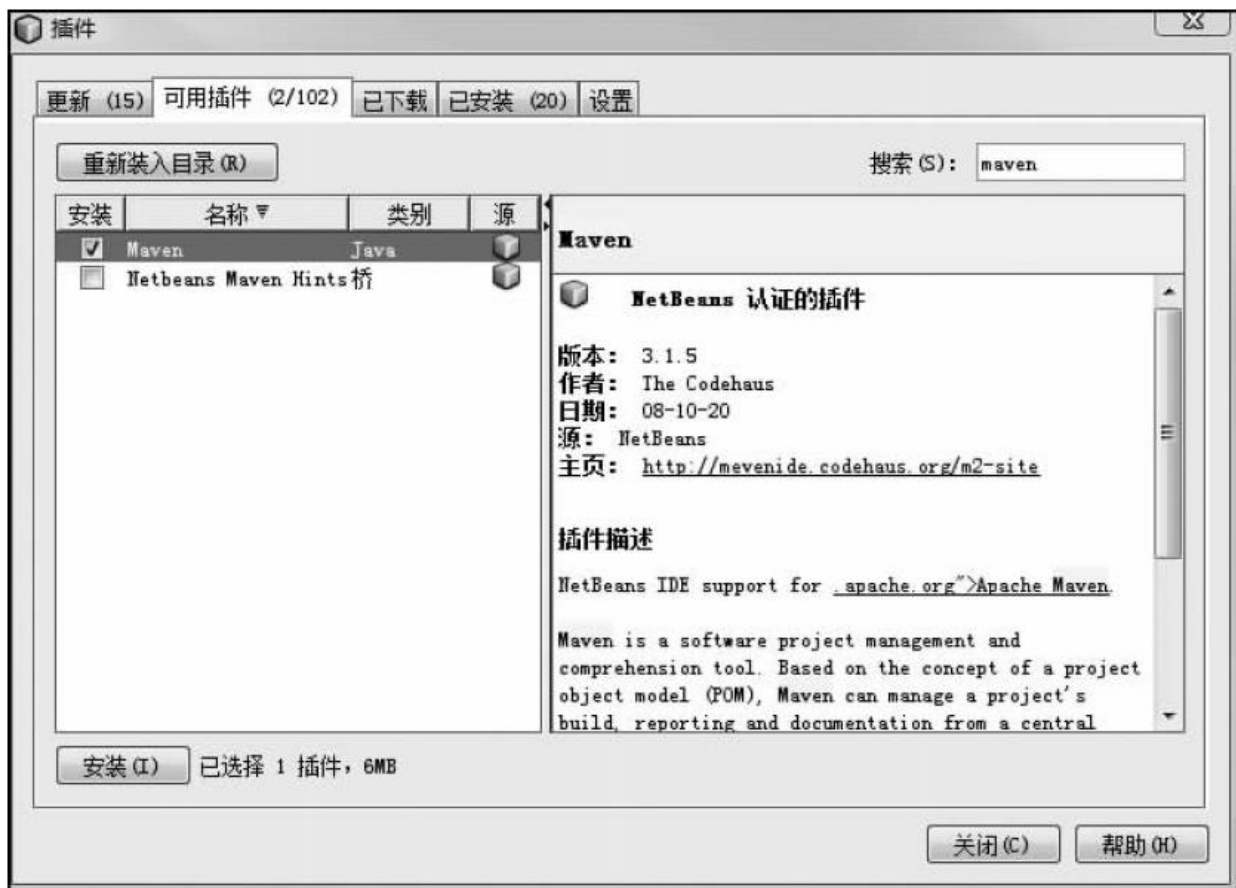 插件
更新 (15) 可用插件 (2/102) 已下载 已安装 (20) 设置
重新装入目录(R) 搜索(S): maven
安装 名称 类别 源
Maven Java
Netbeans Maven Hints 桥
Maven
NetBeans 认证的插件
版本: 3.1.5
作者: The Codehaus
日期: 08-10-20
源: NetBeans
主页: http://mevenide.codehaus.org/m2-site
插件描述
NetBeans IDE support for .apache.org">Apache Maven.
Maven is a software project management and
comprehension tool. Based on the concept of a project
object model (POM), Maven can manage a project's
build, reporting and documentation from a central
安装(I) 已选择 1 插件，6MB
关闭(C) 帮助(H)